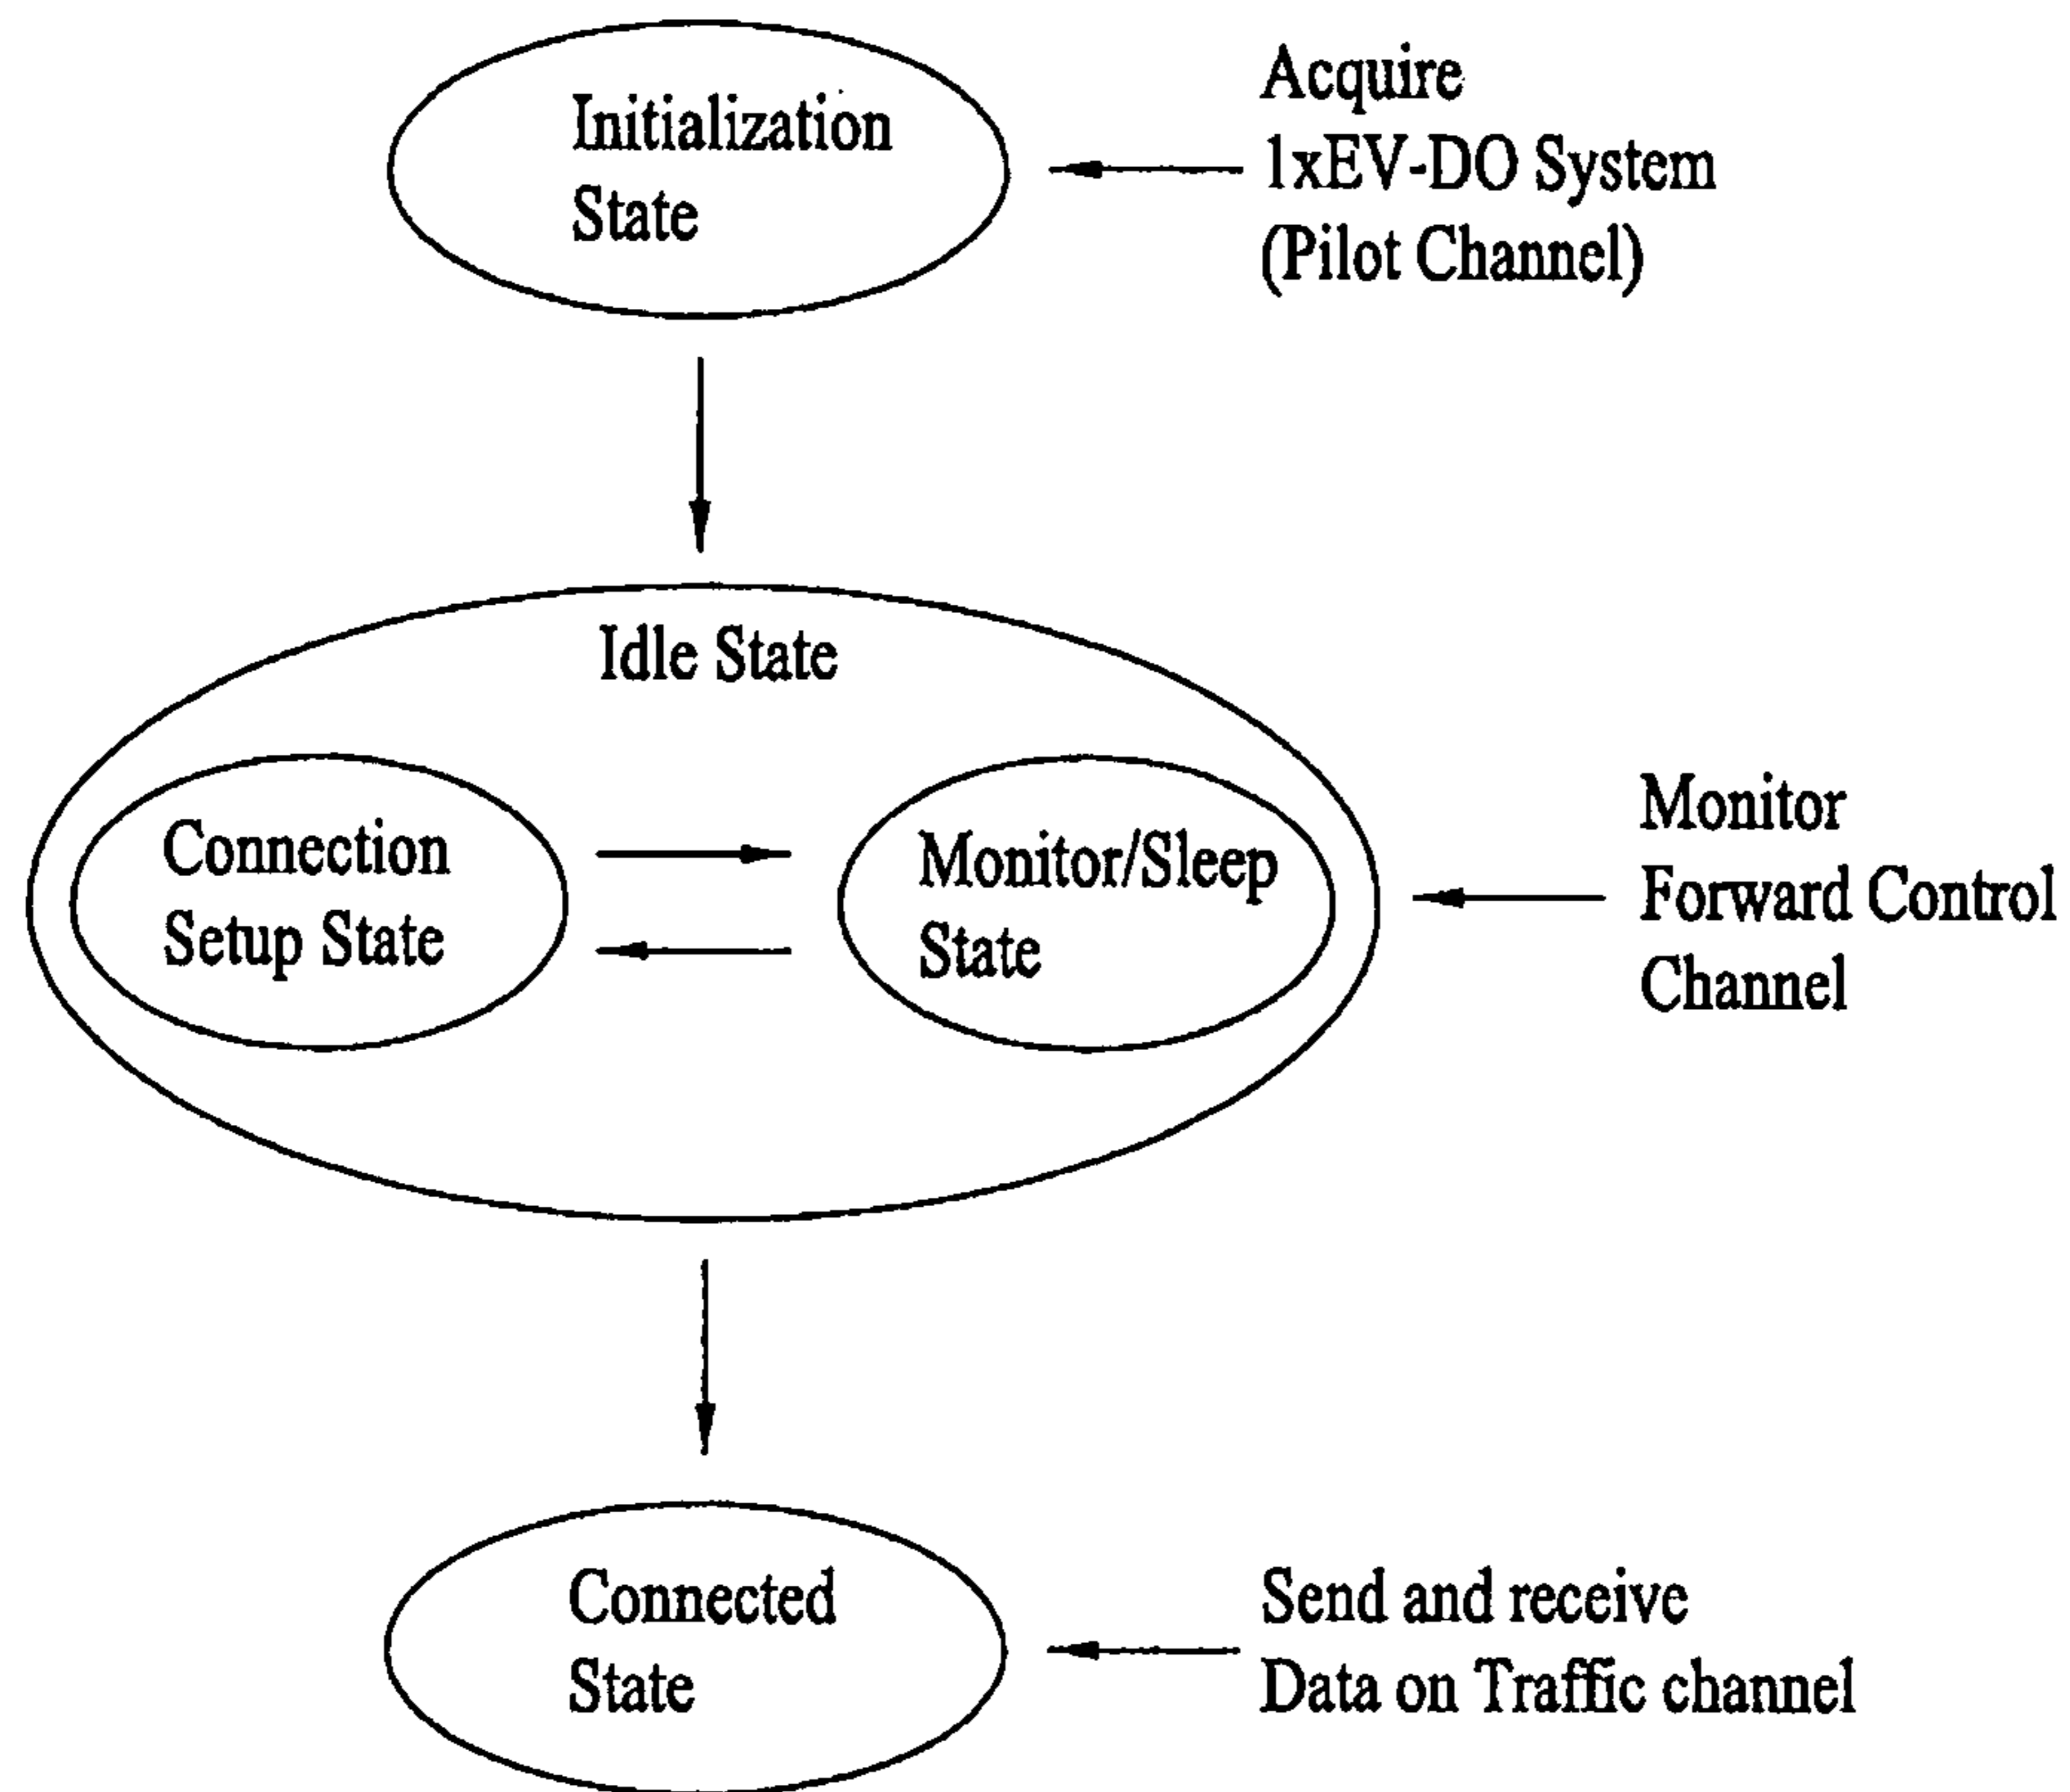 Initialization
State
Acquire
1xEV-DO System
(Pilot Channel)
Idle State
Connection
Setup State
Monitor/Sleep
State
Monitor
Forward Control
Channel
Connected
State
Send and receive
Data on Traffic channel